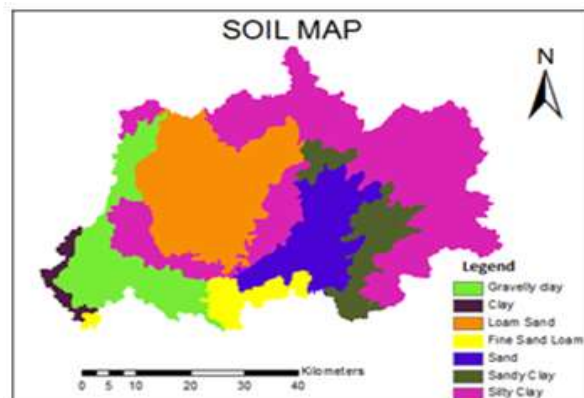 SOIL MAP
N
Legend
Gravelly clay
Clay
Loam Sand
Fine Sand Loam
Sand
Sandy Clay
Silty Clay
Kilometers
0 5 10 20 30 40